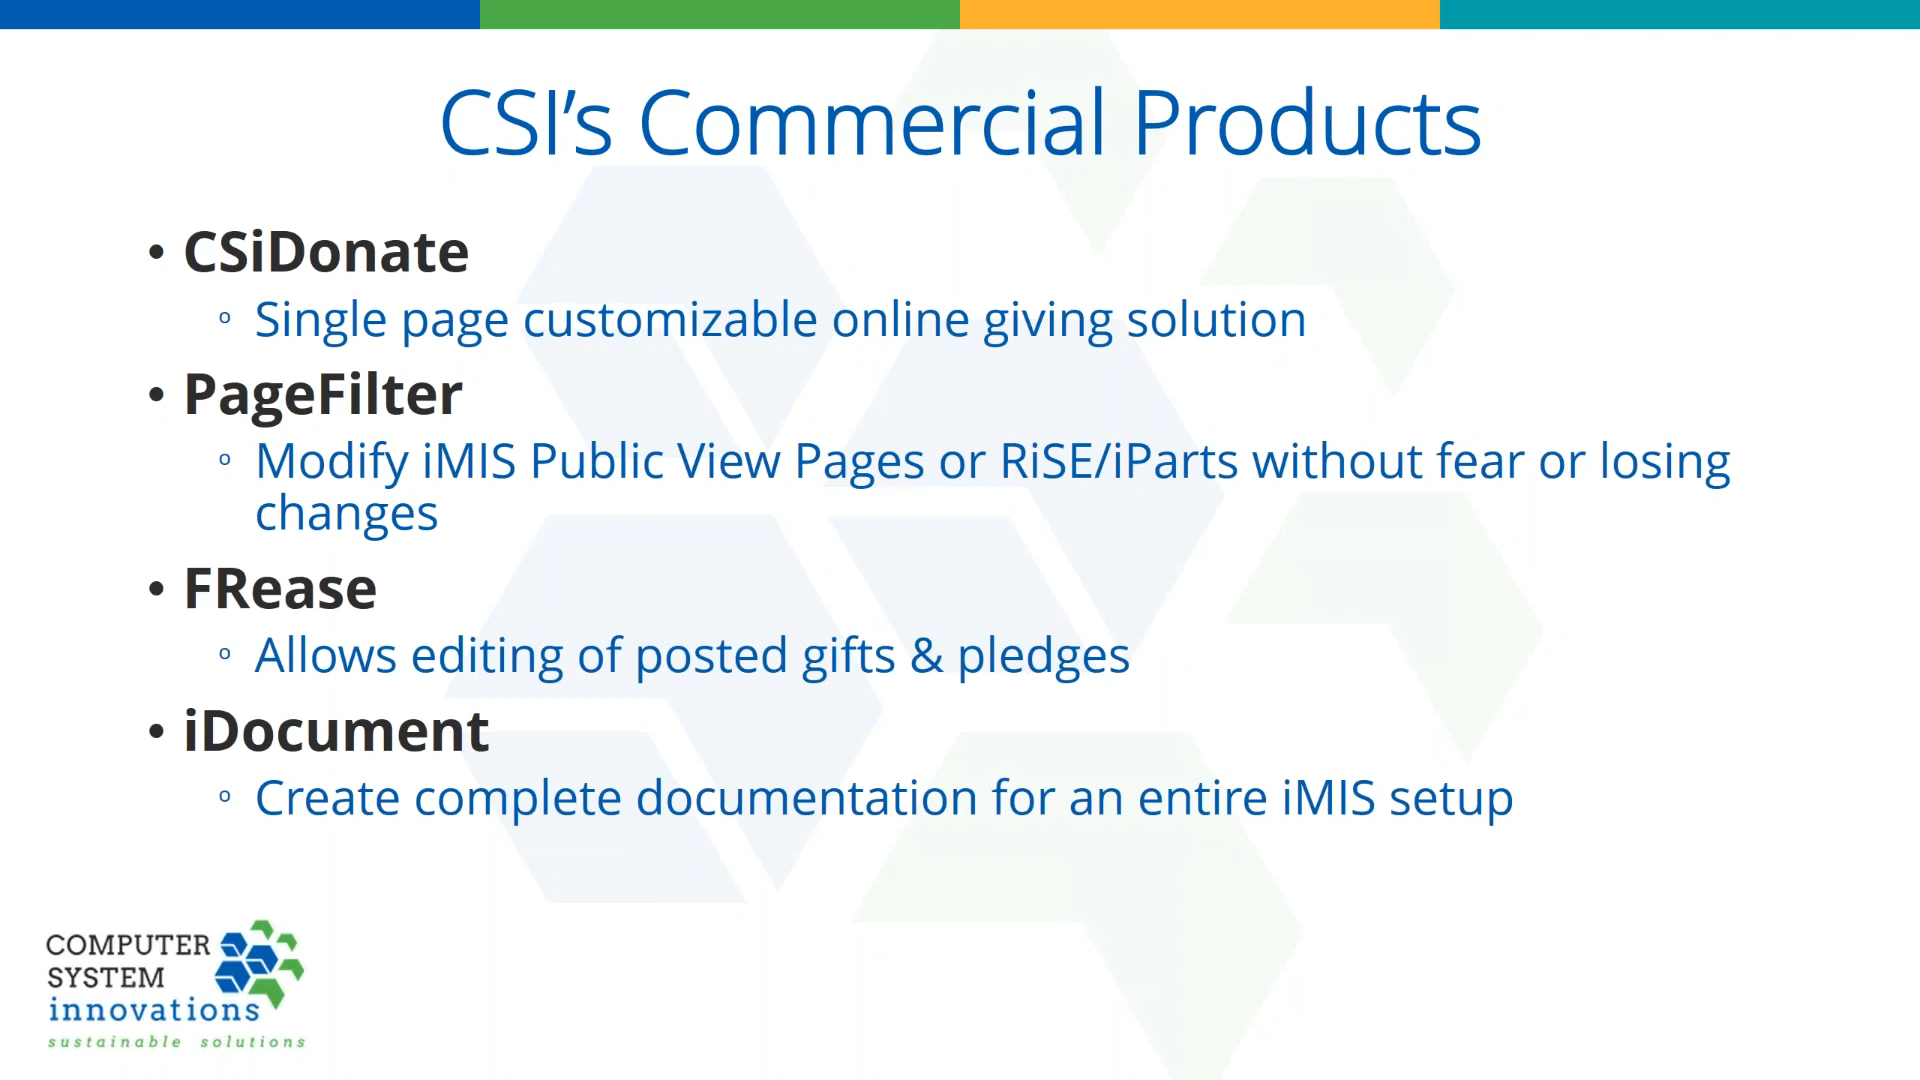 CSI’s Commercial Products
• CSiDonate
o Single page customizable online giving solution
• PageFilter
o Modify iMIS Public View Pages or RiSE/iParts without fear or losing
changes
• FRease
o Allows editing of posted gifts & pledges
• iDocument
o Create complete documentation for an entire iMIS setup
COMPUTER
SYSTEM
innovations
sustainable solutions